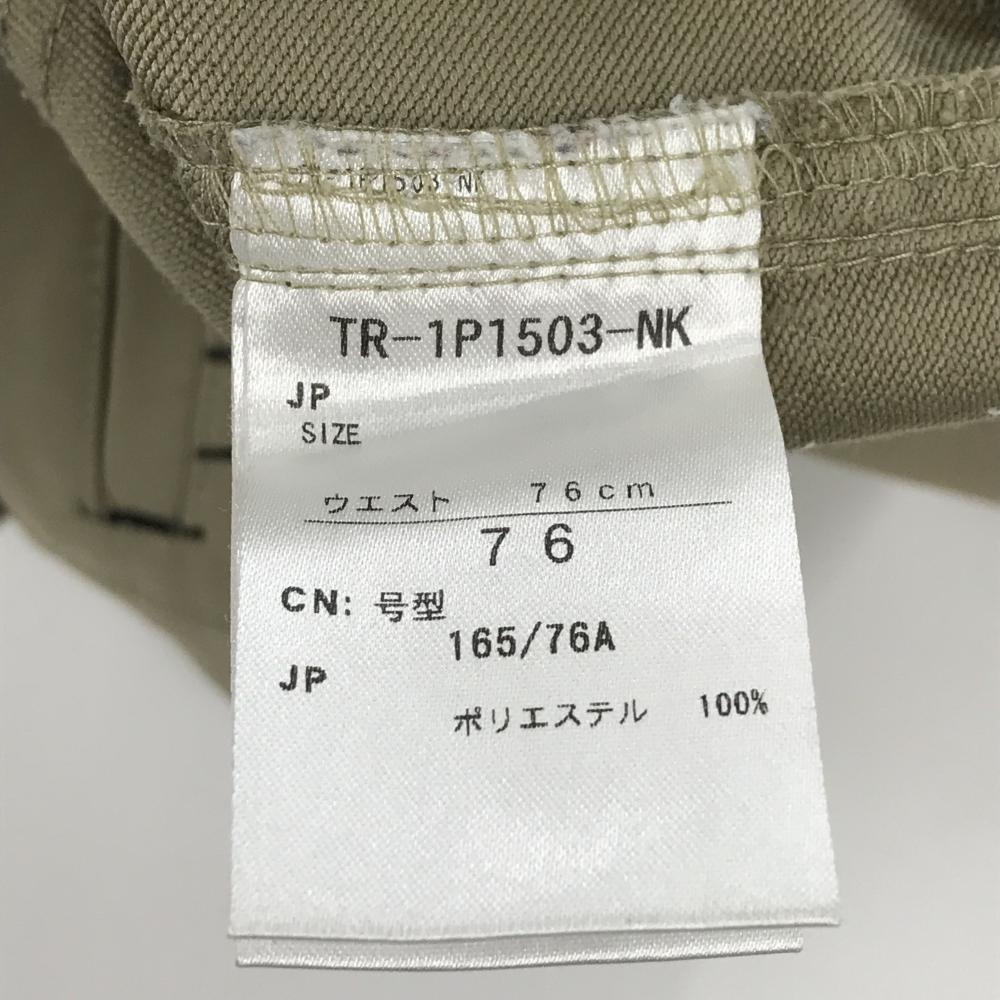 1P1503 NK
TR-1P1503-NK
JP
SIZE
ウエスト 76cm
76
CN: 号型
165/76A
JP
ポリエステル 100%